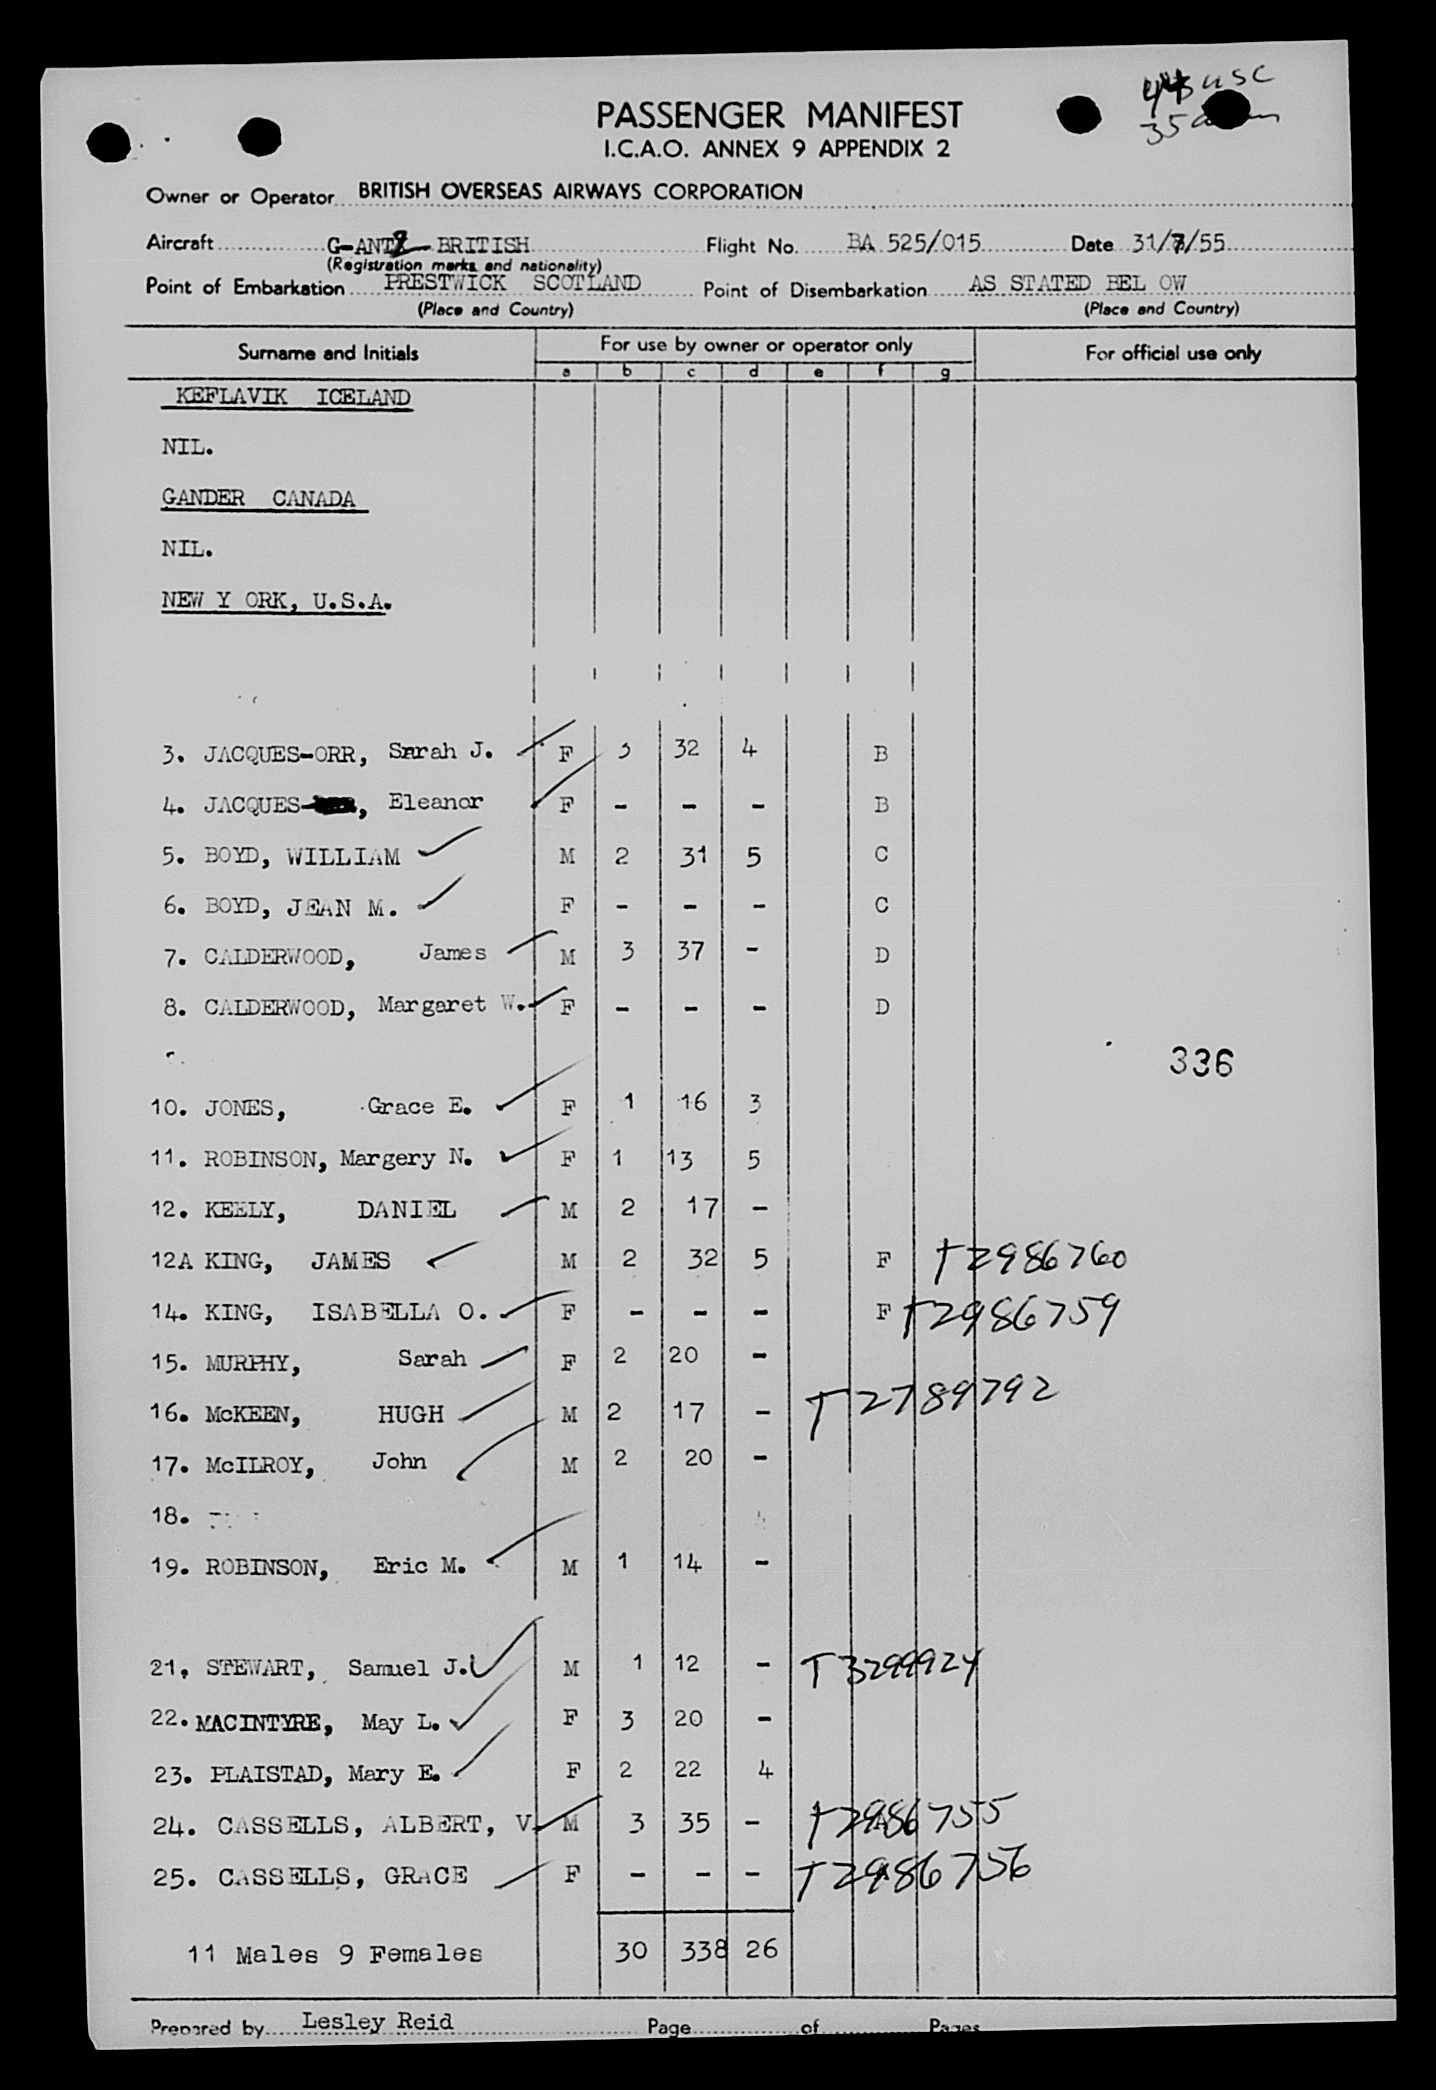 44 USC
35
PASSENGER MANIFEST
I.C.A.O. ANNEX 9 APPENDIX 2
Owner or Operator BRITISH OVERSEAS AIRWAYS CORPORATION
Aircraft G-ANT BRITISH Flight No. BA 525/015 Date 31/7/55
(Registration marks and nationality)
Point of Embarkation PRESTWICK SCOTLAND Point of Disembarkation AS STATED BEL OW
(Place and Country) (Place and Country)
Surname and Initials For use by owner or operator only For official use only
a b c d e f g
KEFLAVIK ICELAND
NIL.
GANDER CANADA
NIL.
NEW Y ORK, U.S.A.
3. JACQUES-ORR, Sarah J. F 3 32 4 B
4. JACQUES-, Eleanor F - - - B
5. BOYD, WILLIAM M 2 31 5 C
6. BOYD, JEAN M. F - - - C
7. CALDERWOOD, James M 3 37 - D
8. CALDERWOOD, Margaret W. F - - - D
336
10. JONES, Grace E. F 1 16 3
11. ROBINSON, Margery N. F 1 13 5
12. KEELY, DANIEL M 2 17 -
12A KING, JAMES M 2 32 5 F T2986760
14. KING, ISABELLA O. F - - - F T2986759
15. MURPHY, Sarah F 2 20 -
16. McKEEN, HUGH M 2 17 - T2789792
17. McILROY, John M 2 20 -
18.
19. ROBINSON, Eric M. M 1 14 -
21. STEWART, Samuel J. M 1 12 - T3299924
22. MACINTYRE, May L. F 3 20 -
23. PLAISTAD, Mary E. F 2 22 4
24. CASSELLS, ALBERT, V M 3 35 - T2986755
25. CASSELLS, GRACE F - - - T2986756
11 Males 9 Females 30 338 26
Prepared by Lesley Reid Page of Pages